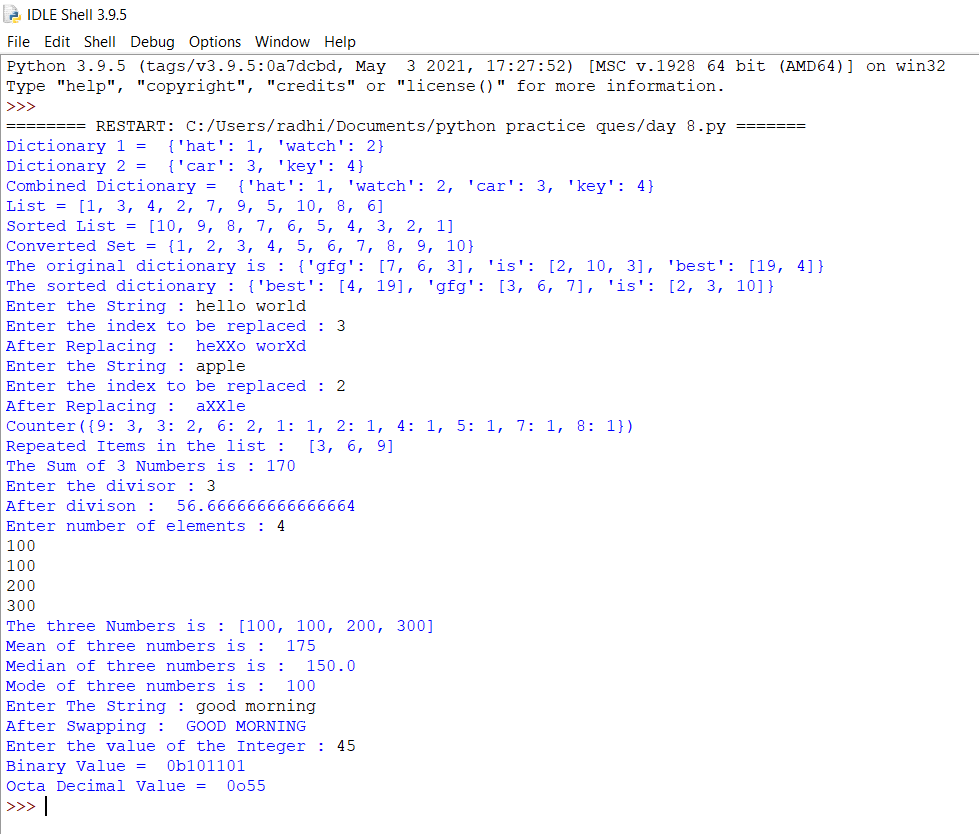 IDLE Shell 3.9.5
File Edit Shell Debug Options Window Help
Python 3.9.5 (tags/v3.9.5:0a7dcbd, May  3 2021, 17:27:52) [MSC v.1928 64 bit (AMD64)] on win32
Type "help", "copyright", "credits" or "license()" for more information.
>>>
======== RESTART: C:/Users/radhi/Documents/python practice ques/day 8.py =======
Dictionary 1 =  {'hat': 1, 'watch': 2}
Dictionary 2 =  {'car': 3, 'key': 4}
Combined Dictionary =  {'hat': 1, 'watch': 2, 'car': 3, 'key': 4}
List = [1, 3, 4, 2, 7, 9, 5, 10, 8, 6]
Sorted List = [10, 9, 8, 7, 6, 5, 4, 3, 2, 1]
Converted Set = {1, 2, 3, 4, 5, 6, 7, 8, 9, 10}
The original dictionary is : {'gfg': [7, 6, 3], 'is': [2, 10, 3], 'best': [19, 4]}
The sorted dictionary : {'best': [4, 19], 'gfg': [3, 6, 7], 'is': [2, 3, 10]}
Enter the String : hello world
Enter the index to be replaced : 3
After Replacing :  heXXo worXd
Enter the String : apple
Enter the index to be replaced : 2
After Replacing :  aXXle
Counter({9: 3, 3: 2, 6: 2, 1: 1, 2: 1, 4: 1, 5: 1, 7: 1, 8: 1})
Repeated Items in the list :  [3, 6, 9]
The Sum of 3 Numbers is : 170
Enter the divisor : 3
After divison :  56.666666666666664
Enter number of elements : 4
100
100
200
300
The three Numbers is : [100, 100, 200, 300]
Mean of three numbers is :  175
Median of three numbers is :  150.0
Mode of three numbers is :  100
Enter The String : good morning
After Swapping :  GOOD MORNING
Enter the value of the Integer : 45
Binary Value =  0b101101
Octa Decimal Value =  0o55
>>>